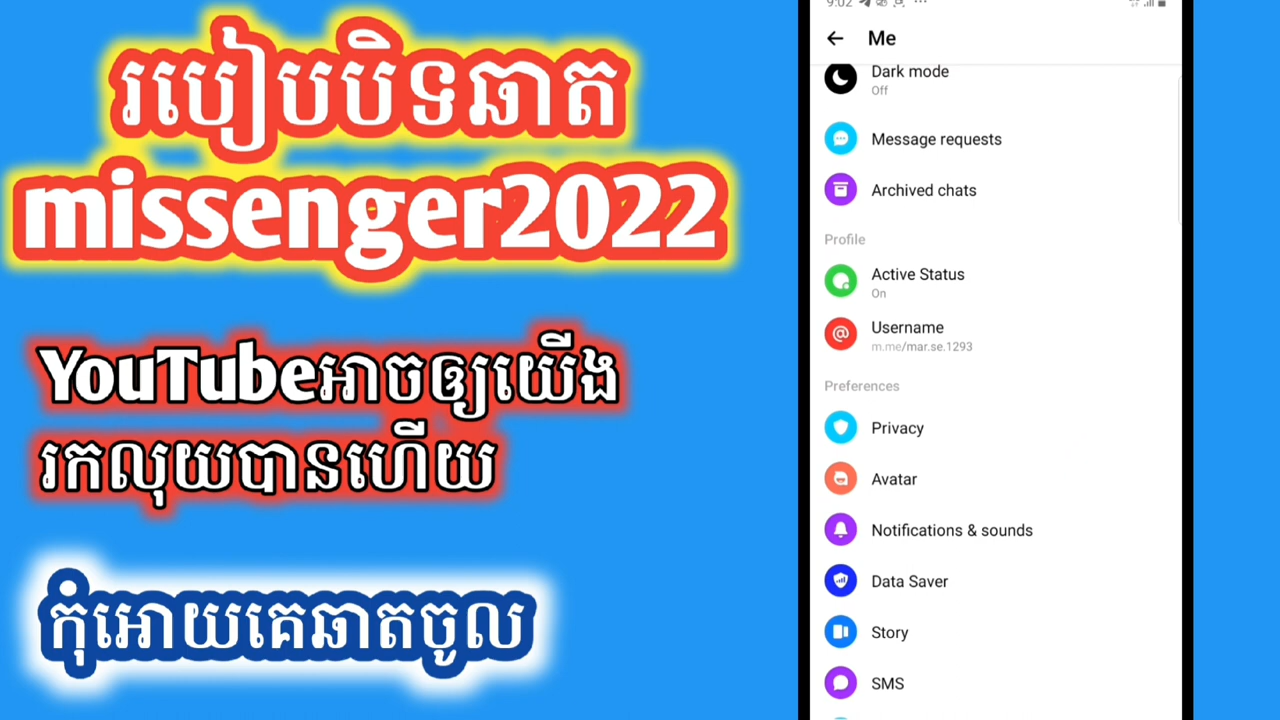 របៀបបិទឆាត
missenger2022
YouTubeអាចឲ្យយើង
រកលុយបានហើយ
កុំអោយគេឆាតចូល
9:02
Me
Dark mode
Off
Message requests
Archived chats
Profile
Active Status
On
Username
m.me/mar.se.1293
Preferences
Privacy
Avatar
Notifications & sounds
Data Saver
Story
SMS